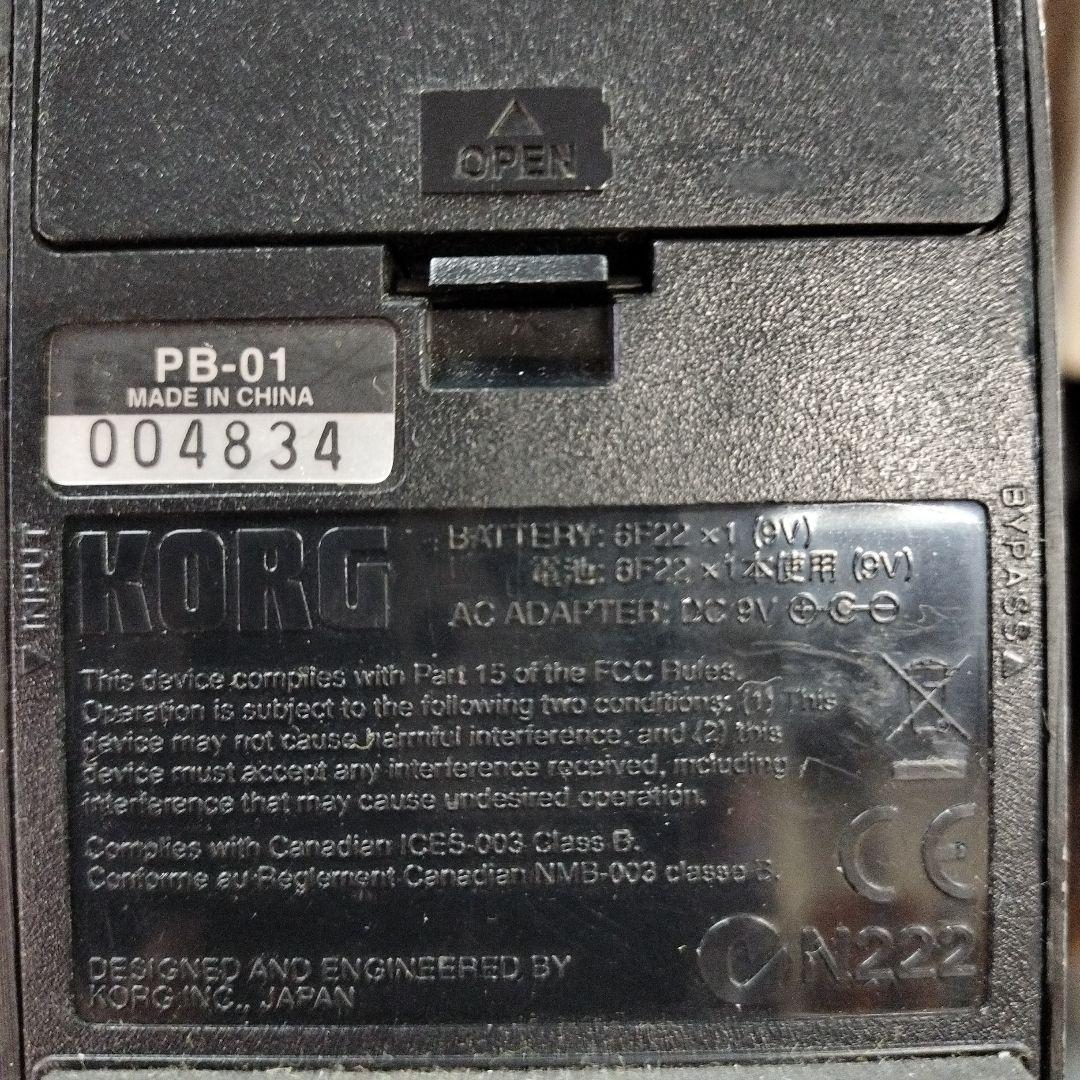 OPEN
PB-01
MADE IN CHINA
004834
INPUT
BYPASS
KORG
BATTERY: 6F22 ×1 (9V)
電池: 6F22 ×1本使用 (9V)
AC ADAPTER: DC 9V
This device complies with Part 15 of the FCC Rules.
Operation is subject to the following two conditions: (1) This
device may not cause harmful interference, and (2) this
device must accept any interference received, including
interference that may cause undesired operation.
Complies with Canadian ICES-003 Class B.
Conforme au Réglement Canadian NMB-003 classe B.
CE
N222
DESIGNED AND ENGINEERED BY
KORG INC., JAPAN